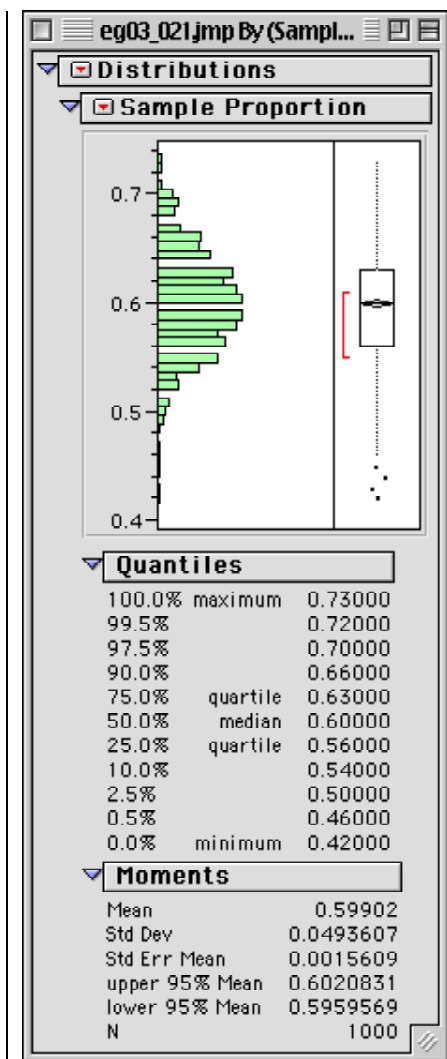 eg03_021.jmp By (Sampl...
Distributions
Sample Proportion
0.7
0.6
0.5
0.4
Quantiles
100.0% maximum 0.73000
99.5% 0.72000
97.5% 0.70000
90.0% 0.66000
75.0% quartile 0.63000
50.0% median 0.60000
25.0% quartile 0.56000
10.0% 0.54000
2.5% 0.50000
0.5% 0.46000
0.0% minimum 0.42000
Moments
Mean 0.59902
Std Dev 0.0493607
Std Err Mean 0.0015609
upper 95% Mean 0.6020831
lower 95% Mean 0.5959569
N 1000